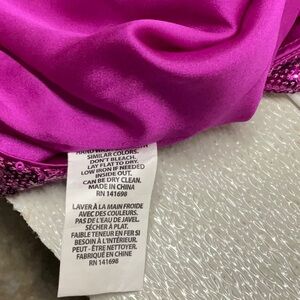 HAND WASH
SIMILAR COLORS.
DON'T BLEACH.
LAY FLAT TO DRY.
LOW IRON IF NEEDED
INSIDE OUT.
CAN BE DRY CLEAN.
MADE IN CHINA
RN 141698
LAVER À LA MAIN FROIDE
AVEC DES COULEURS.
PAS DE L'EAU DE JAVEL.
SÉCHER À PLAT.
FAIBLE TENEUR EN FER SI
BESOIN À L'INTÉRIEUR.
PEUT - ÊTRE NETTOYER.
FABRIQUÉ EN CHINE
RN 141698